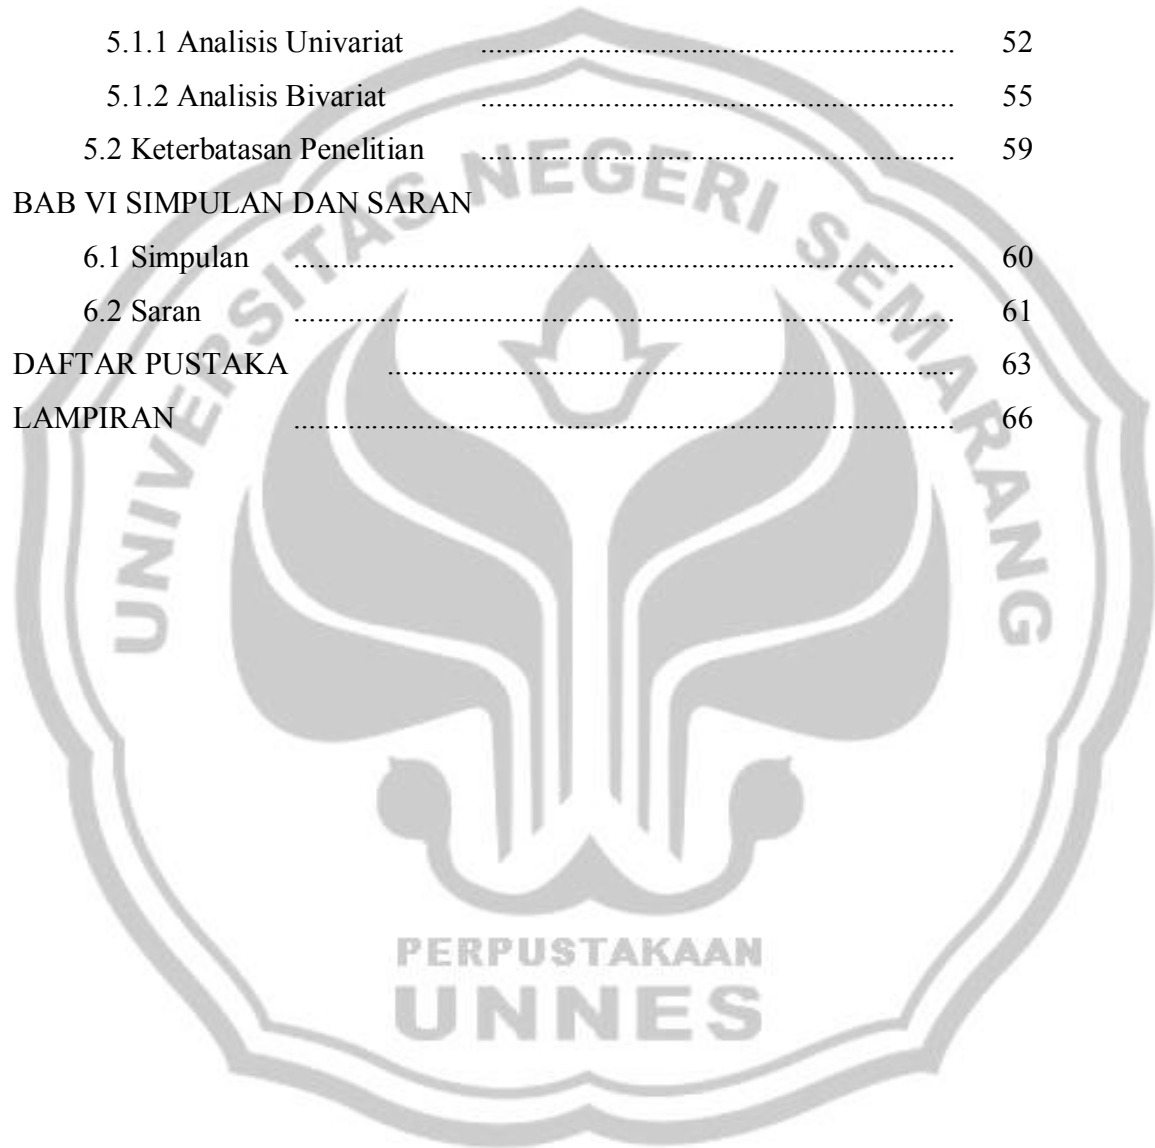 5.1.1 Analisis Univariat ............................................................. 52
5.1.2 Analisis Bivariat ............................................................. 55
5.2 Keterbatasan Penelitian ............................................................. 59
BAB VI SIMPULAN DAN SARAN
6.1 Simpulan ..................................................................................... 60
6.2 Saran ..................................................................................... 61
DAFTAR PUSTAKA ......................................................................... 63
LAMPIRAN ..................................................................................... 66
UNIVERSITAS NEGERI SEMARANG
PERPUSTAKAAN
UNNES